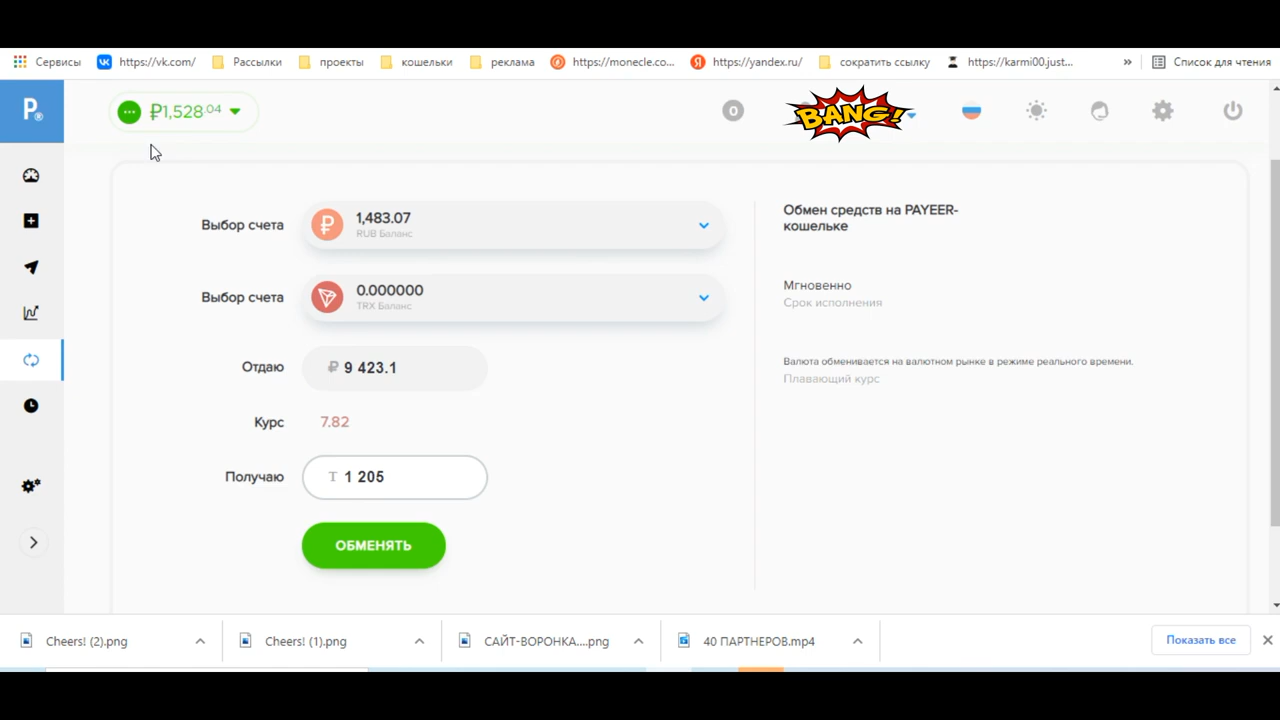 Сервисы https://vk.com/ Рассылки проекты кошельки реклама https://monecle.co... https://yandex.ru/ сократить ссылку https://karmi00.just... » Список для чтения
P® ₽1,528.04 0 BANG!
Выбор счета ₽ 1,483.07
RUB Баланс
Выбор счета 0.000000
TRX Баланс
Отдаю ₽ 9 423.1
Курс 7.82
Получаю T 1 205
ОБМЕНЯТЬ
Обмен средств на PAYEER-
кошельке
Мгновенно
Срок исполнения
Валюта обменивается на валютном рынке в режиме реального времени.
Плавающий курс
Cheers! (2).png Cheers! (1).png САЙТ-ВОРОНКА....png 40 ПАРТНЕРОВ.mp4 Показать все